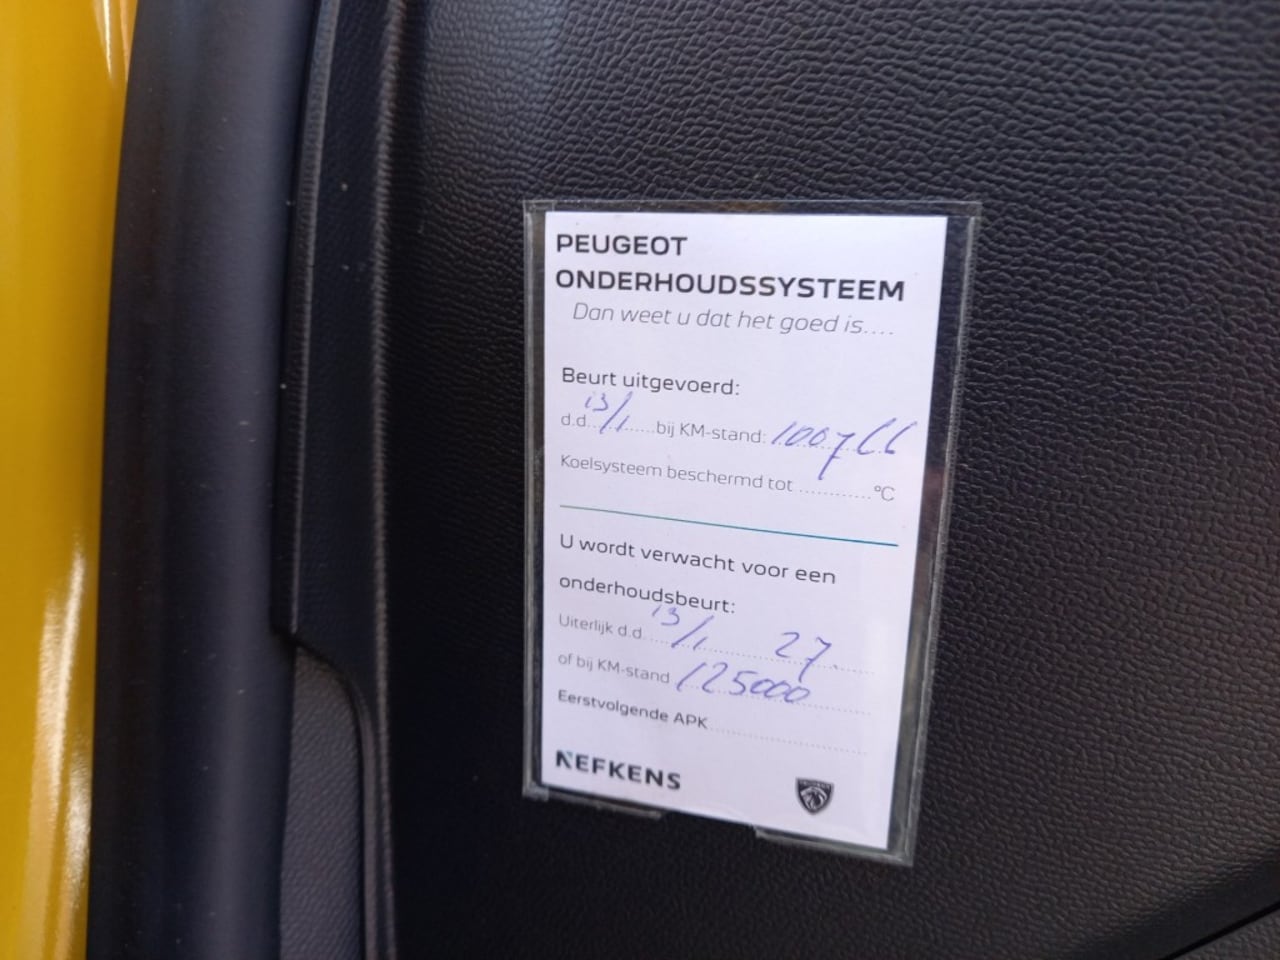 PEUGEOT
ONDERHOUDSSYSTEEM
Dan weet u dat het goed is....
Beurt uitgevoerd:
d.d. 13/1 bij KM-stand: 100766
Koelsysteem beschermd tot ............ °C
U wordt verwacht voor een
onderhoudsbeurt:
Uiterlijk d.d. 13/1 27.
of bij KM-stand 125000
Eerstvolgende APK
NEFKENS